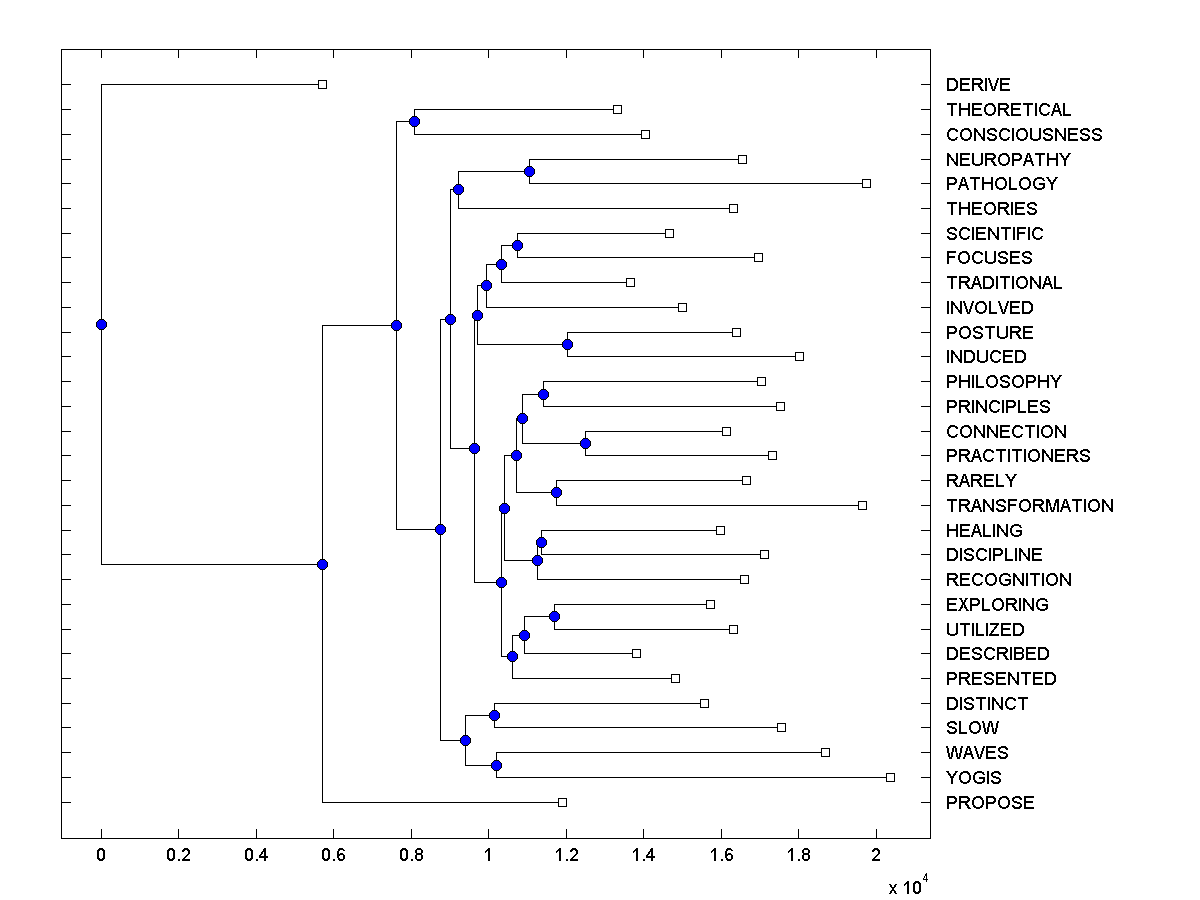 DERIVE
THEORETICAL
CONSCIOUSNESS
NEUROPATHY
PATHOLOGY
THEORIES
SCIENTIFIC
FOCUSES
TRADITIONAL
INVOLVED
POSTURE
INDUCED
PHILOSOPHY
PRINCIPLES
CONNECTION
PRACTITIONERS
RARELY
TRANSFORMATION
HEALING
DISCIPLINE
RECOGNITION
EXPLORING
UTILIZED
DESCRIBED
PRESENTED
DISTINCT
SLOW
WAVES
YOGIS
PROPOSE
0 0.2 0.4 0.6 0.8 1 1.2 1.4 1.6 1.8 2
x 10^4